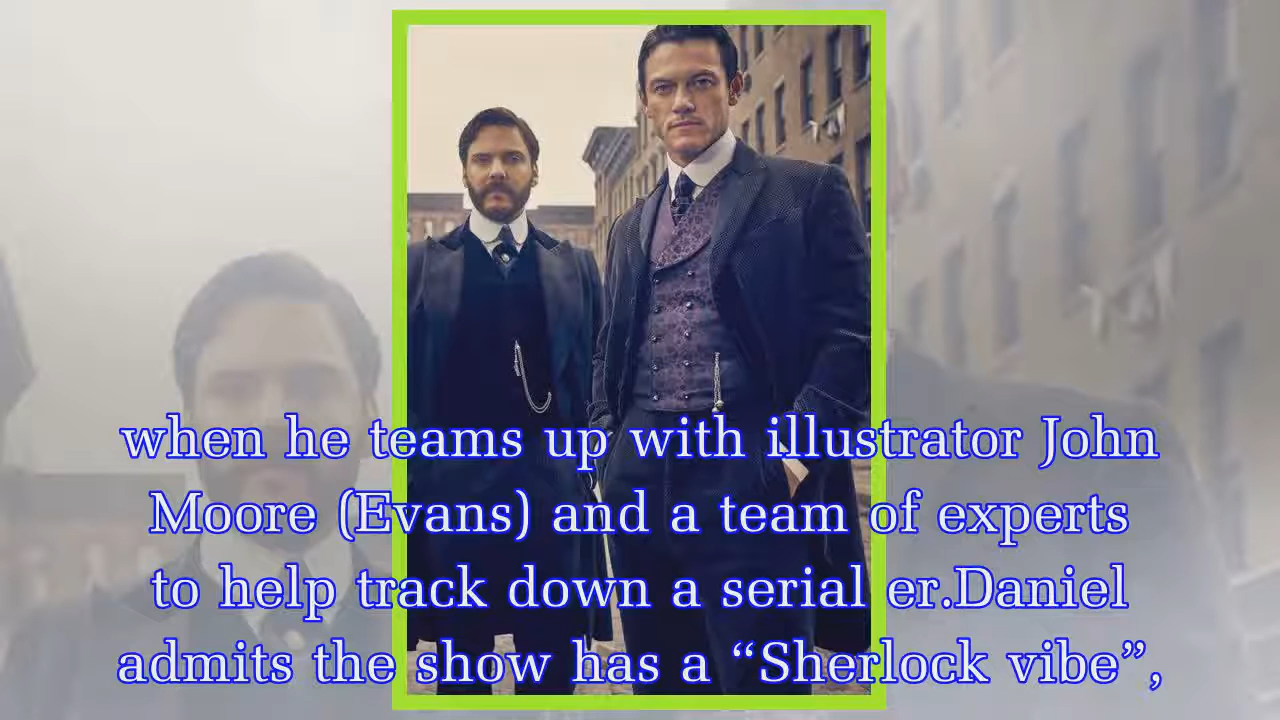 when he teams up with illustrator John
Moore (Evans) and a team of experts
to help track down a serial er.Daniel
admits the show has a “Sherlock vibe”,